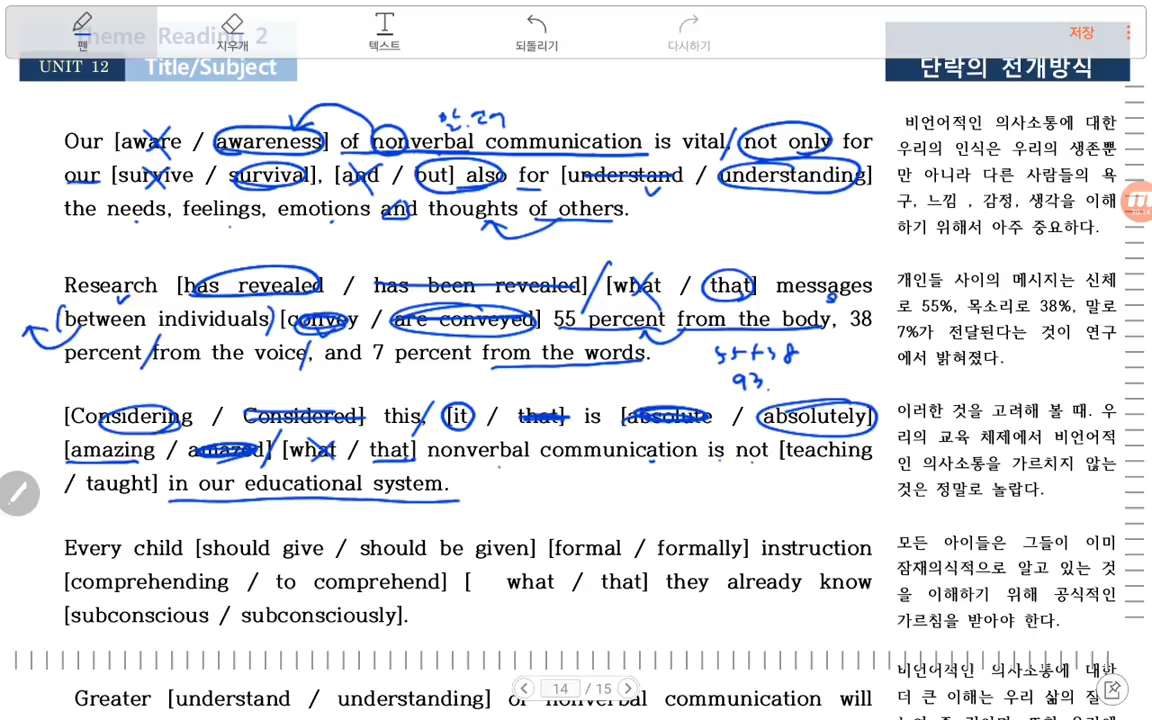 Theme Reading 2
펜
지우개
텍스트
되돌리기
다시하기
저장
UNIT 12
Title/Subject
단락의 전개방식
Our [aware / awareness] of nonverbal communication is vital, not only for
our [survive / survival], [and / but] also for [understand / understanding]
the needs, feelings, emotions and thoughts of others.
Research [has revealed / has been revealed] [what / that] messages
between individuals [convey / are conveyed] 55 percent from the body, 38
percent from the voice, and 7 percent from the words.
55+38
93.
[Considering / Considered] this, [it / that] is [absolute / absolutely]
[amazing / amazed] [what / that] nonverbal communication is not [teaching
/ taught] in our educational system.
Every child [should give / should be given] [formal / formally] instruction
[comprehending / to comprehend] [ what / that] they already know
[subconscious / subconsciously].
Greater [understand / understanding] of nonverbal communication will
비언어적인 의사소통에 대한
우리의 인식은 우리의 생존뿐
만 아니라 다른 사람들의 욕
구, 느낌 , 감정, 생각을 이해
하기 위해서 아주 중요하다.
개인들 사이의 메시지는 신체
로 55%, 목소리로 38%, 말로
7%가 전달된다는 것이 연구
에서 밝혀졌다.
이러한 것을 고려해 볼 때. 우
리의 교육 체제에서 비언어적
인 의사소통을 가르치지 않는
것은 정말로 놀랍다.
모든 아이들은 그들이 이미
잠재의식적으로 알고 있는 것
을 이해하기 위해 공식적인
가르침을 받아야 한다.
비언어적인 의사소통에 대한
더 큰 이해는 우리 삶의 질
14 / 15